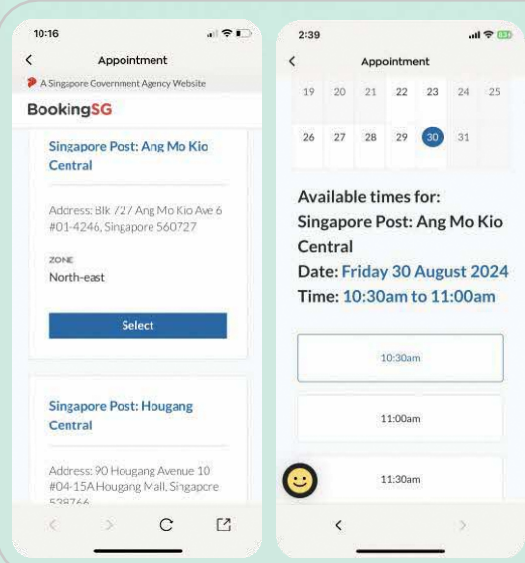 10:16
Appointment
A Singapore Government Agency Website
BookingSG
Singapore Post: Ang Mo Kio
Central
Address: Blk 727 Ang Mo Kio Ave 6
#01-4246, Singapore 560727
ZONE
North-east
Select
Singapore Post: Hougang
Central
Address: 90 Hougang Avenue 10
#04-15A Hougang Mall, Singapore
538766
2:39
Appointment
19 20 21 22 23 24 25
26 27 28 29 30 31
Available times for:
Singapore Post: Ang Mo Kio
Central
Date: Friday 30 August 2024
Time: 10:30am to 11:00am
10:30am
11:00am
11:30am